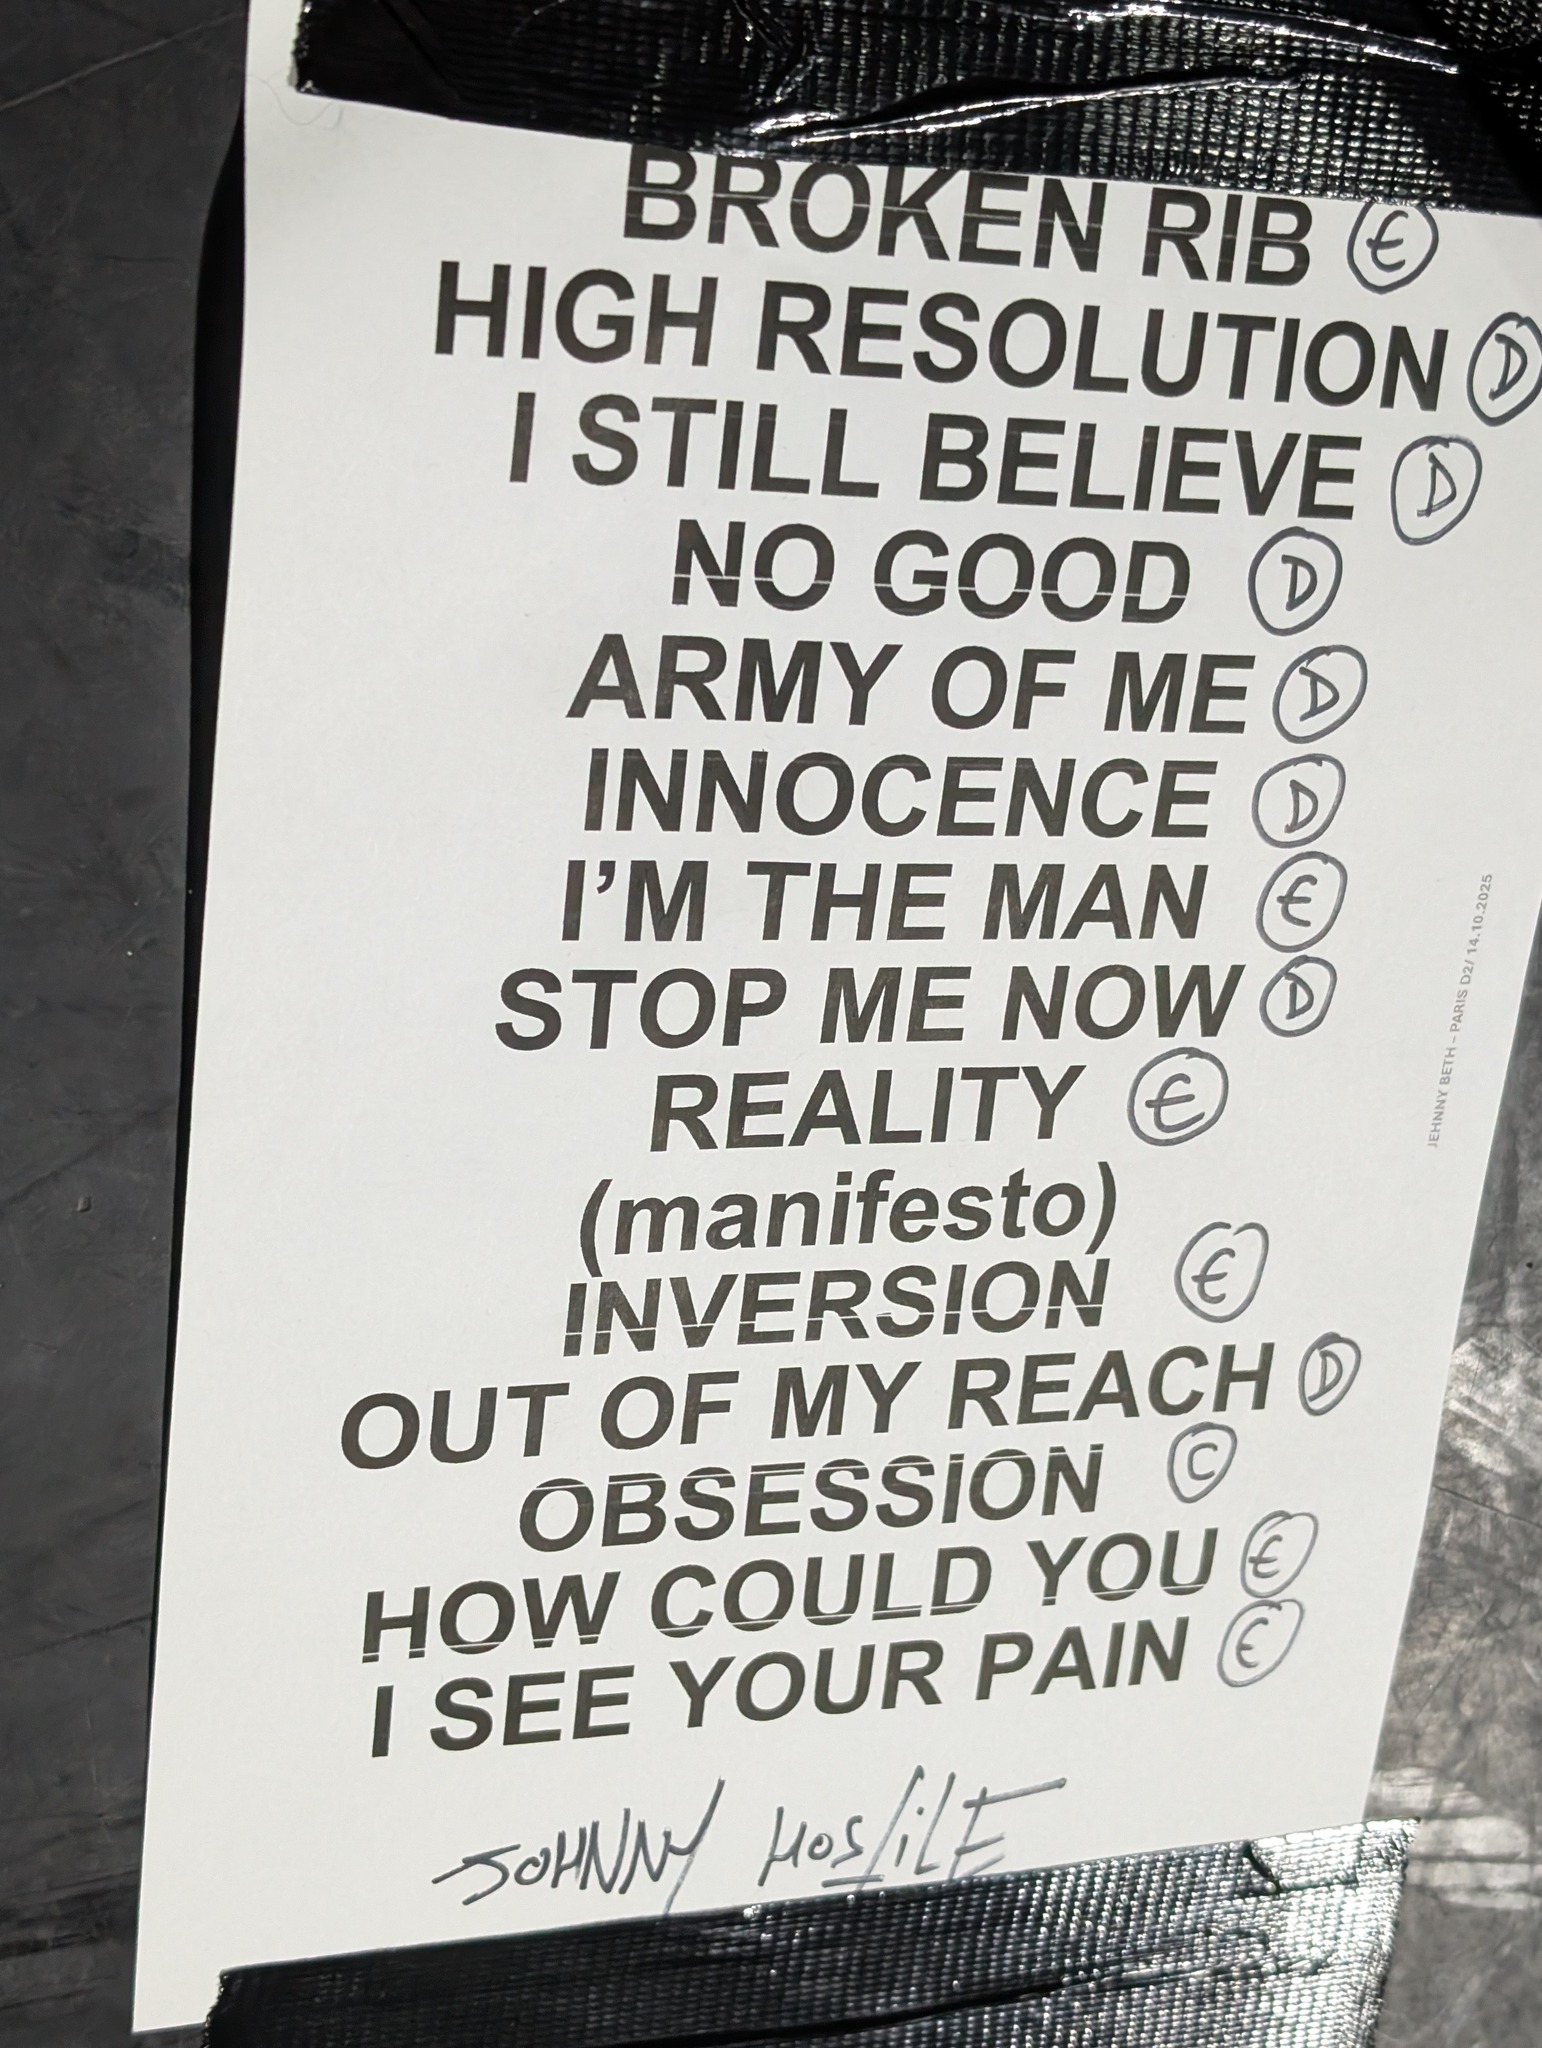 BROKEN RIB Ⓔ
HIGH RESOLUTION Ⓓ
I STILL BELIEVE Ⓓ
NO GOOD Ⓓ
ARMY OF ME Ⓓ
INNOCENCE Ⓓ
I'M THE MAN Ⓔ
STOP ME NOW Ⓓ
REALITY Ⓔ
(manifesto)
INVERSION Ⓔ
OUT OF MY REACH Ⓓ
OBSESSION Ⓒ
HOW COULD YOU Ⓔ
I SEE YOUR PAIN Ⓔ
JOHNNY HOSTILE
JEHNNY BETH – PARIS D2/ 14.10.2025